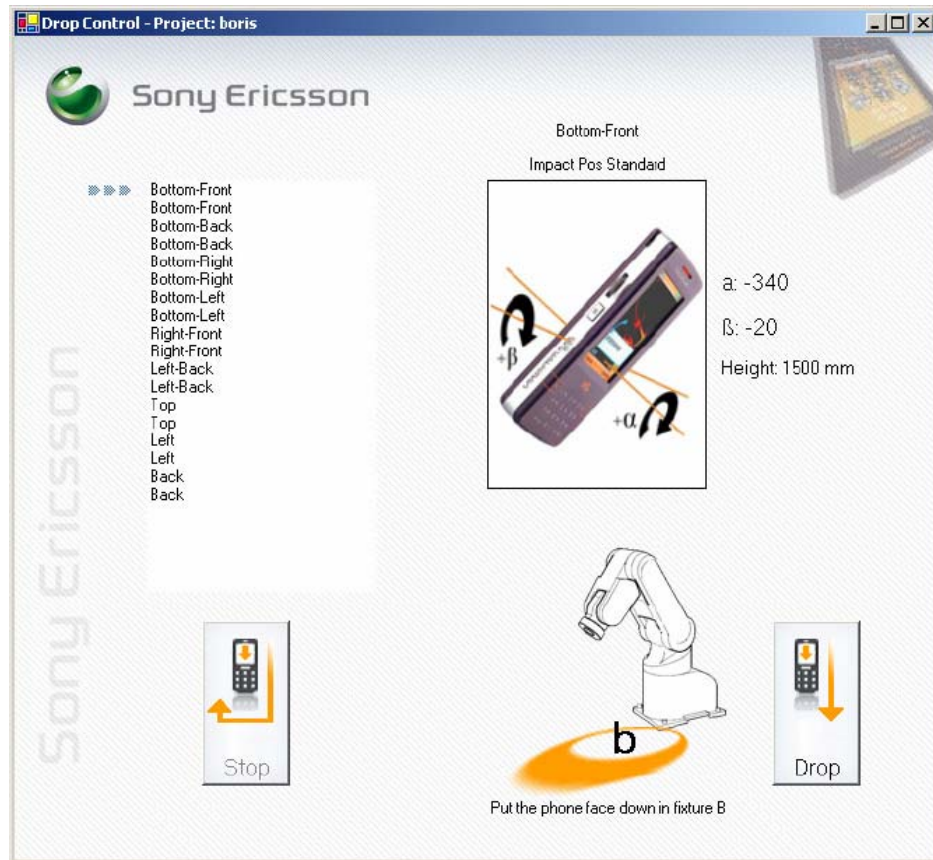 Drop Control - Project: boris
Sony Ericsson
Bottom-Front
Impact Pos Standard
Bottom-Front
Bottom-Front
Bottom-Back
Bottom-Back
Bottom-Right
Bottom-Right
Bottom-Left
Bottom-Left
Right-Front
Right-Front
Left-Back
Left-Back
Top
Top
Left
Left
Back
Back
+β
+α
a: -340
ß: -20
Height: 1500 mm
Sony Ericsson
Stop
b
Drop
Put the phone face down in fixture B